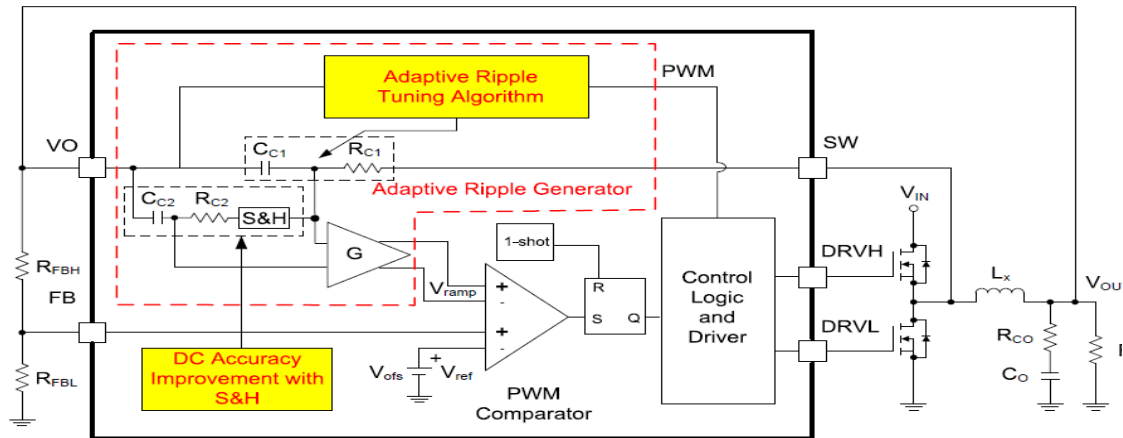 Adaptive Ripple
Tuning Algorithm
PWM
VO
CC1
RC1
SW
Adaptive Ripple Generator
CC2
RC2
S&H
VIN
G
1-shot
DRVH
RFBH
FB
Vramp
R
S
Q
Control
Logic
and
Driver
Lx
VOU
+
-
+
-
DRVL
RCO
R
DC Accuracy
Improvement with
S&H
RFBL
Vofs
+
-
Vref
PWM
Comparator
CO